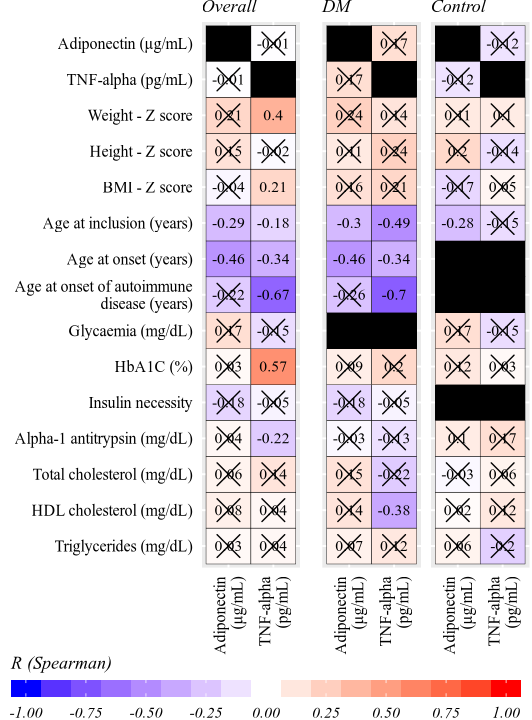 Overall DM Control
Adiponectin (µg/mL) -0.01 0.17 -0.12
TNF-alpha (pg/mL) -0.01 0.17 -0.12
Weight - Z score 0.21 0.4 0.24 0.14 0.11 0.1
Height - Z score 0.15 -0.02 0.11 0.24 0.2 -0.14
BMI - Z score -0.04 0.21 0.16 0.21 -0.17 0.05
Age at inclusion (years) -0.29 -0.18 -0.3 -0.49 -0.28 -0.15
Age at onset (years) -0.46 -0.34 -0.46 -0.34
Age at onset of autoimmune
disease (years) -0.22 -0.67 -0.26 -0.7
Glycaemia (mg/dL) 0.17 -0.15 0.17 -0.15
HbA1C (%) 0.03 0.57 0.09 0.2 0.12 0.03
Insulin necessity -0.18 -0.05 -0.18 -0.05
Alpha-1 antitrypsin (mg/dL) 0.04 -0.22 -0.03 -0.13 0.1 0.17
Total cholesterol (mg/dL) 0.06 0.14 0.15 -0.22 -0.03 0.06
HDL cholesterol (mg/dL) 0.08 0.04 0.14 -0.38 0.02 0.12
Triglycerides (mg/dL) 0.03 0.04 0.07 0.12 0.06 -0.2
Adiponectin
(µg/mL)
TNF-alpha
(pg/mL)
Adiponectin
(µg/mL)
TNF-alpha
(pg/mL)
Adiponectin
(µg/mL)
TNF-alpha
(pg/mL)
R (Spearman)
-1.00 -0.75 -0.50 -0.25 0.00 0.25 0.50 0.75 1.00